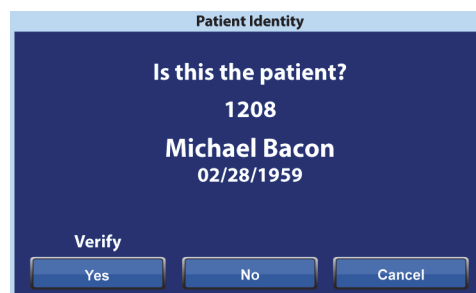 Patient Identity
Is this the patient?
1208
Michael Bacon
02/28/1959
Verify
Yes No Cancel